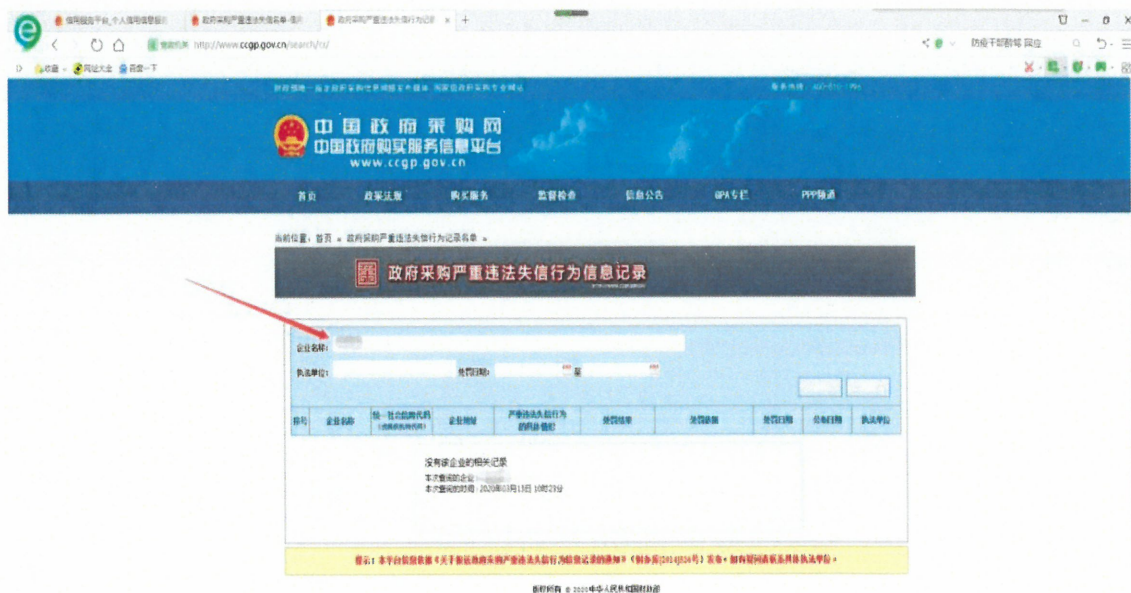 信用服务平台_个人信用信息服
政府采购严重违法失信名单-信
政府采购严重违法失信行为记录
http://www.ccgp.gov.cn/search/cr/
收藏 网址大全 百度一下
中国政府采购网
中国政府购买服务信息平台
www.ccgp.gov.cn
首页 政采法规 购买服务 监督检查 信息公告 GPA专栏 PPP频道
当前位置：首页 » 政府采购严重违法失信行为记录名单 »
政府采购严重违法失信行为信息记录
企业名称：
执法单位： 处罚日期： 至
序号 企业名称 统一社会信用代码 企业地址 严重违法失信行为的具体情形 处罚结果 处罚依据 处罚日期 公布日期 执法单位
没有该企业的相关记录
本次查询的企业：
本次查询的时间：2020年03月13日 10时23分
提示：本平台信息依据《关于报送政府采购严重违法失信行为信息记录的通知》（财办库[2014]526号）发布，如有疑问请联系具体执法单位。
版权所有 © 2020 中华人民共和国财政部